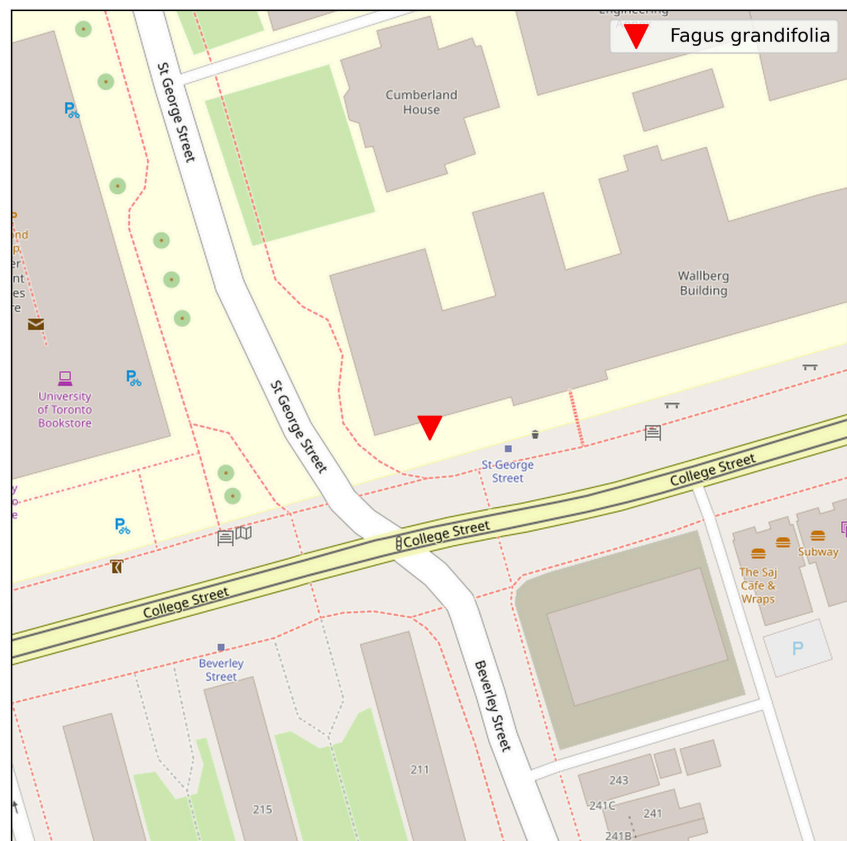 Engineering
Fagus grandifolia
St George Street
Cumberland
House
Wallberg
Building
University
of Toronto
Bookstore
St George Street
St George
Street
College Street
College Street
College Street
Subway
The Saj
Cafe &
Wraps
P
Beverley
Street
Beverley Street
211
215
243
241C
241
241B